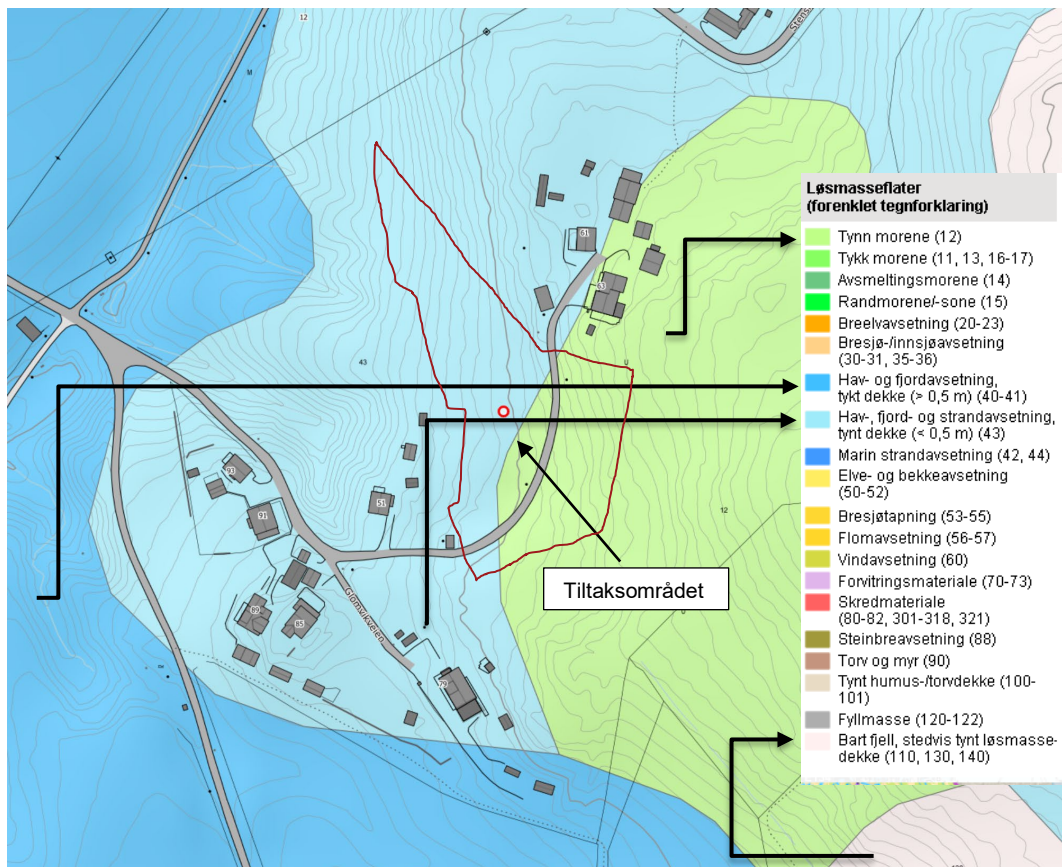 12
Stens
M
61
63
U
43
93
91
51
12
Tiltaksområdet
89
85
Glomvikveien
79
Løsmasseflater
(forenklet tegnforklaring)
Tynn morene (12)
Tykk morene (11, 13, 16-17)
Avsmeltingsmorene (14)
Randmorene/-sone (15)
Breelvavsetning (20-23)
Bresjø-/innsjøavsetning
(30-31, 35-36)
Hav- og fjordavsetning,
tykt dekke (> 0,5 m) (40-41)
Hav-, fjord- og strandavsetning,
tynt dekke (< 0,5 m) (43)
Marin strandavsetning (42, 44)
Elve- og bekkeavsetning
(50-52)
Bresjøtapning (53-55)
Flomavsetning (56-57)
Vindavsetning (60)
Forvitringsmateriale (70-73)
Skredmateriale
(80-82, 301-318, 321)
Steinbreavsetning (88)
Torv og myr (90)
Tynt humus-/torvdekke (100-
101)
Fyllmasse (120-122)
Bart fjell, stedvis tynt løsmasse-
dekke (110, 130, 140)